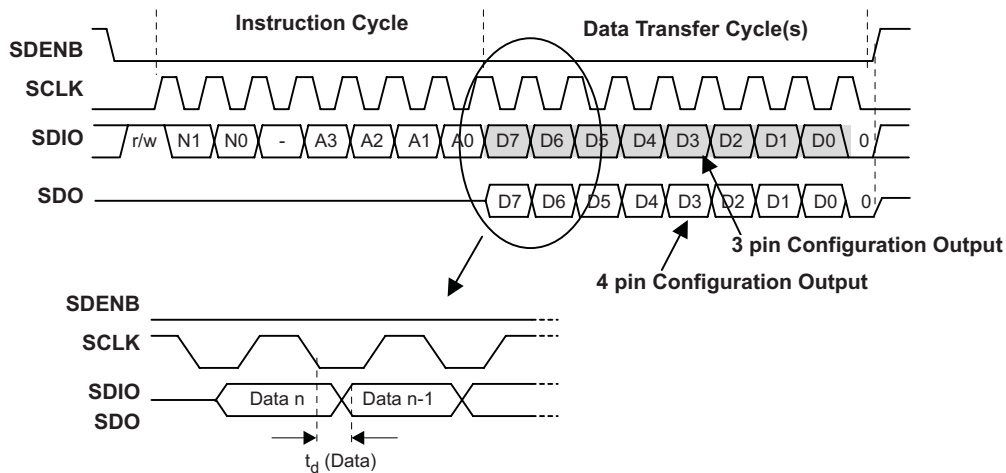 Instruction Cycle Data Transfer Cycle(s)
SDENB
SCLK
SDIO r/w N1 N0 - A3 A2 A1 A0 D7 D6 D5 D4 D3 D2 D1 D0 0
SDO D7 D6 D5 D4 D3 D2 D1 D0 0
3 pin Configuration Output
4 pin Configuration Output
SDENB
SCLK
SDIO
SDO
Data n Data n-1
td (Data)